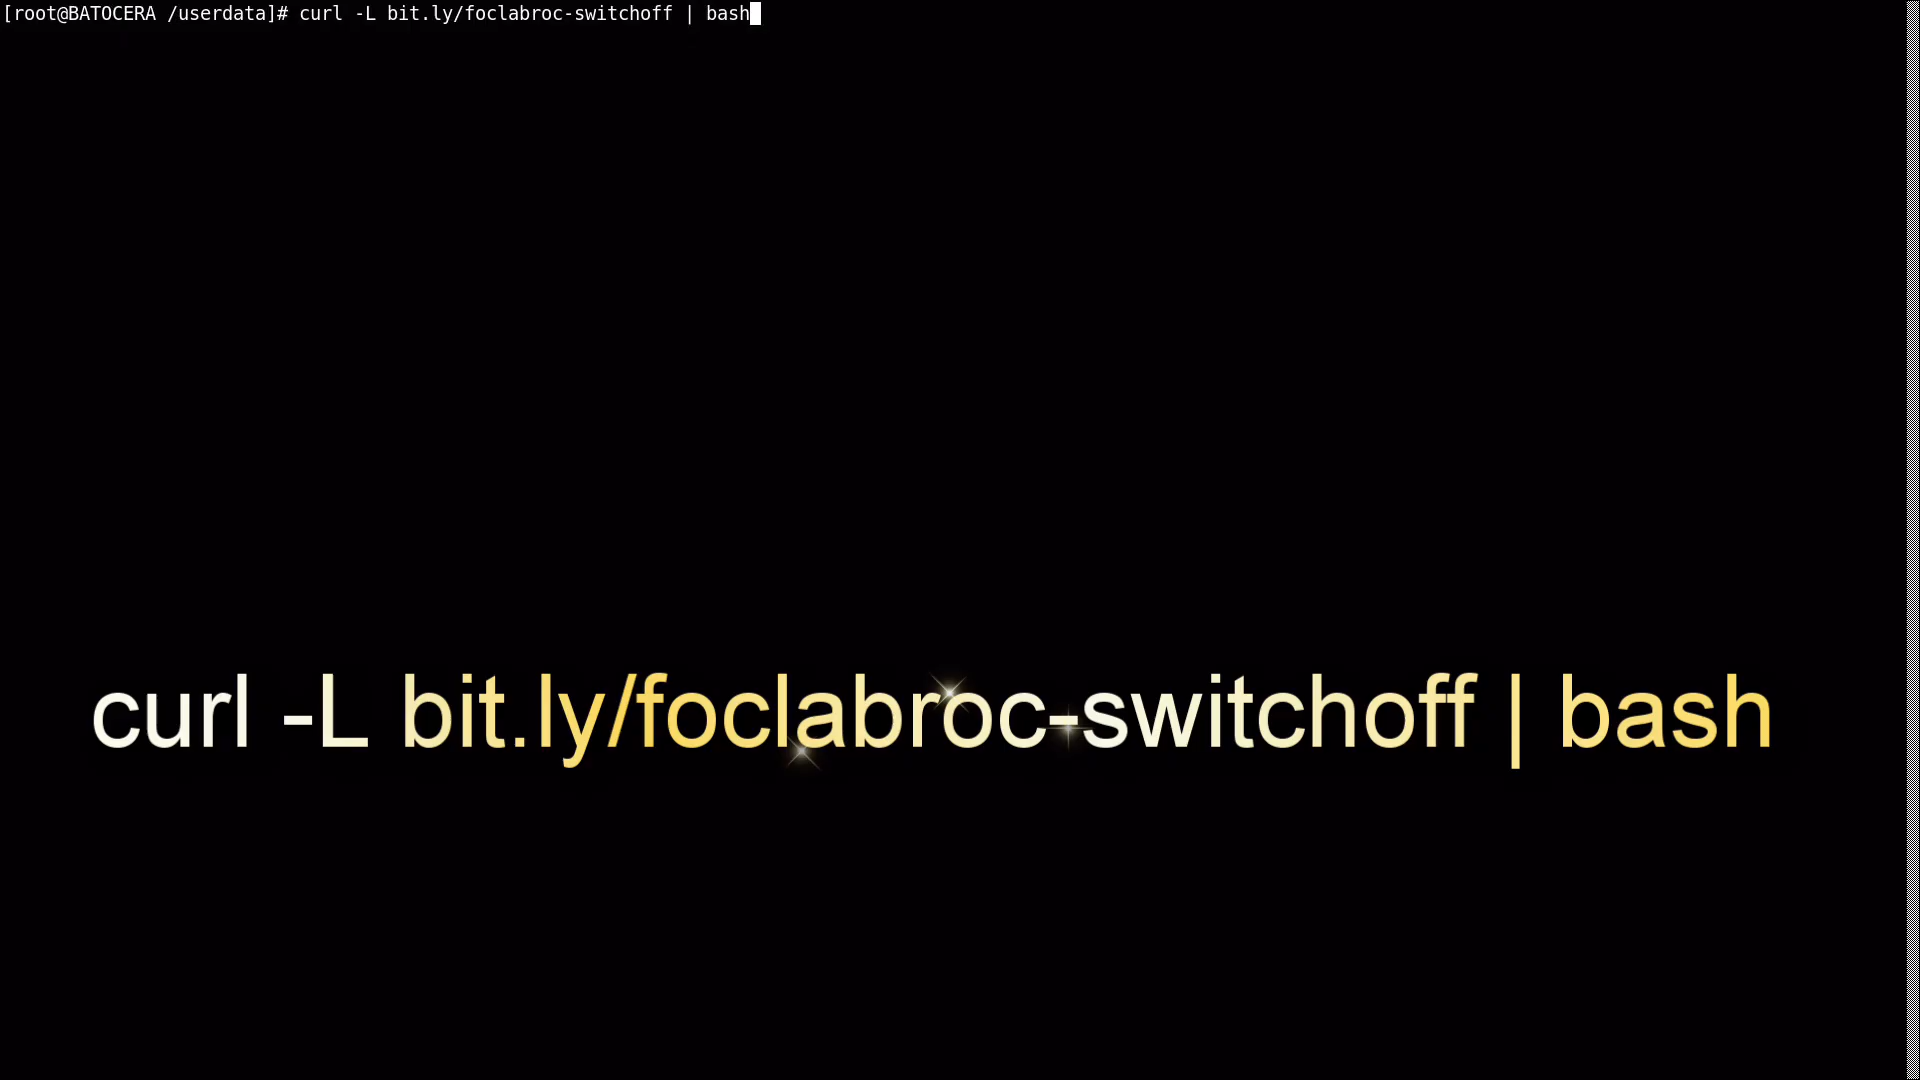 [root@BATOCERA /userdata]# curl -L bit.ly/foclabroc-switchoff | bash
curl -L bit.ly/foclabroc-switchoff | bash